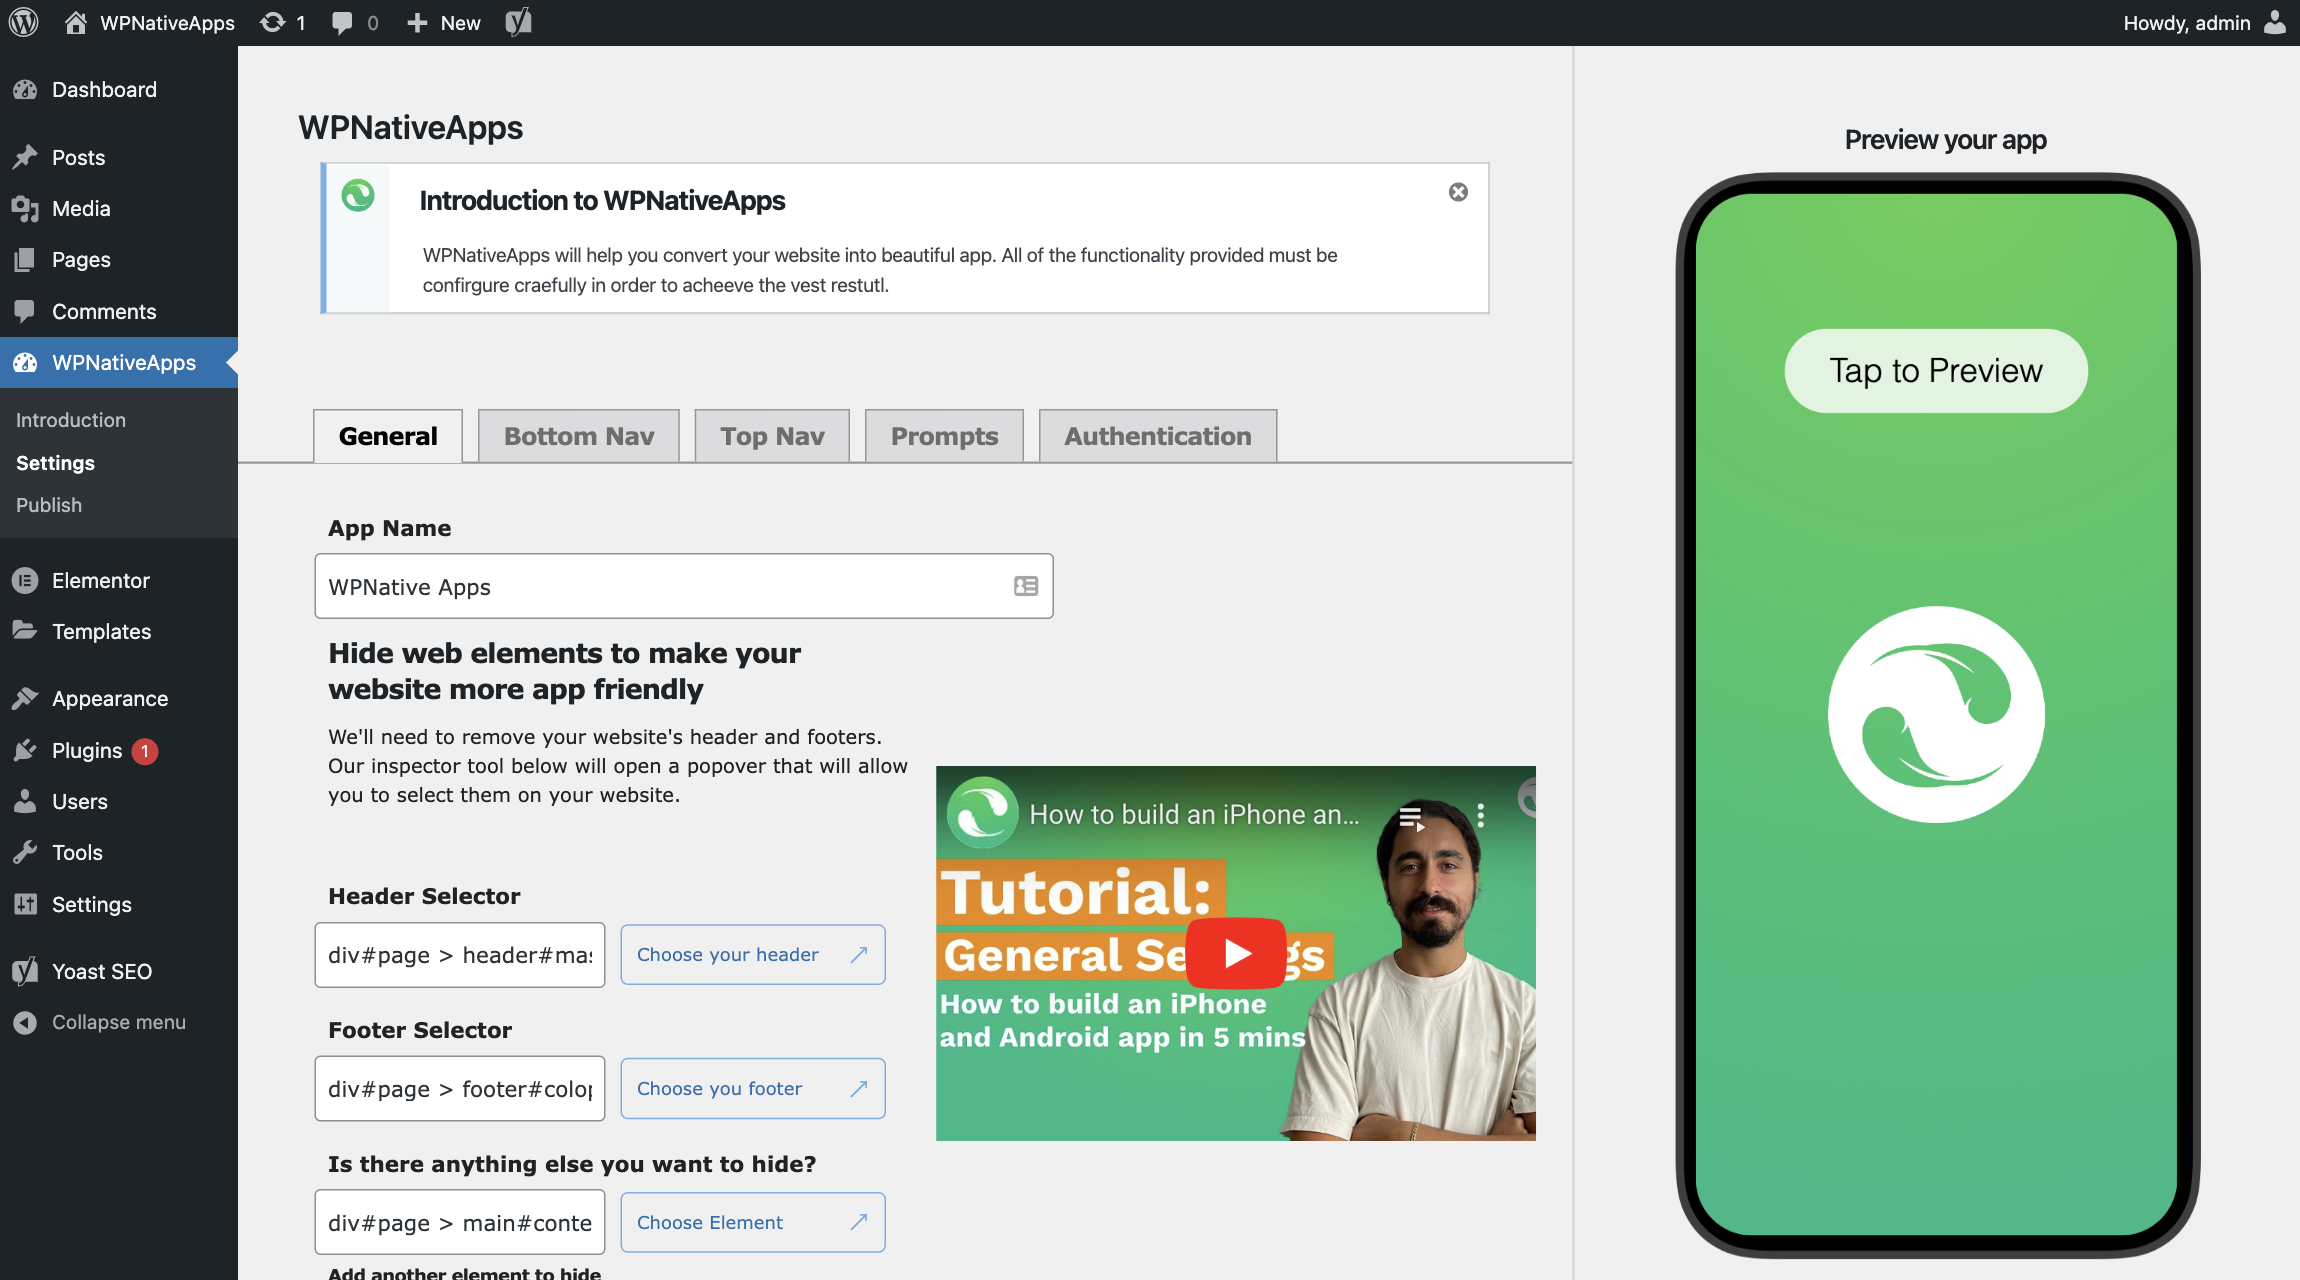 WPNativeApps
1
0
New
Howdy, admin
Dashboard
Posts
Media
Pages
Comments
WPNativeApps
Introduction
Settings
Publish
Elementor
Templates
Appearance
Plugins 1
Users
Tools
Settings
Yoast SEO
Collapse menu
WPNativeApps
Introduction to WPNativeApps
WPNativeApps will help you convert your website into beautiful app. All of the functionality provided must be
confirgure craefully in order to acheeve the vest restutl.
General
Bottom Nav
Top Nav
Prompts
Authentication
App Name
WPNative Apps
Hide web elements to make your
website more app friendly
We'll need to remove your website's header and footers.
Our inspector tool below will open a popover that will allow
you to select them on your website.
Header Selector
div#page > header#mas
Choose your header
Footer Selector
div#page > footer#colop
Choose you footer
Is there anything else you want to hide?
div#page > main#conte
Choose Element
Add another element to hide
How to build an iPhone an...
Tutorial:
General Se gs
How to build an iPhone
and Android app in 5 mins
Preview your app
Tap to Preview